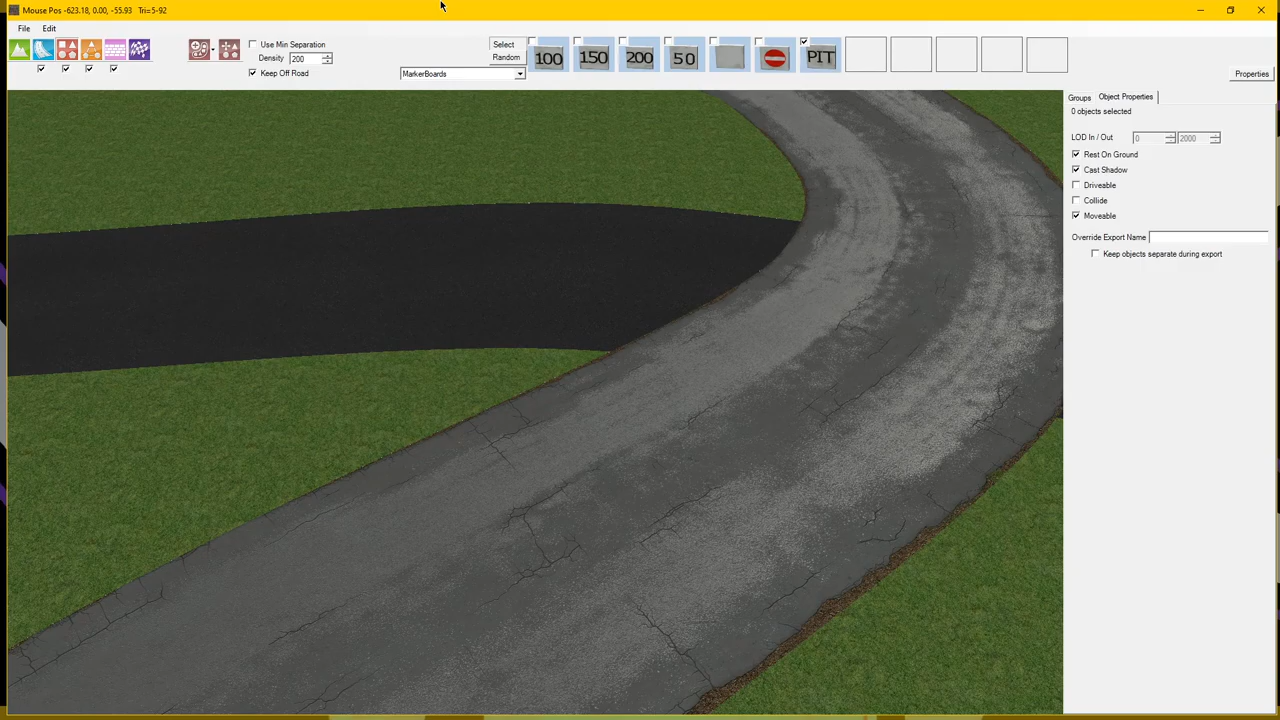 Mouse Pos -623.18, 0.00, -55.93 Tri=5-92
File Edit
Use Min Separation
Density 200
Keep Off Road
MarkerBoards
Select
Random
100 150 200 50 PIT
Properties
Groups Object Properties
0 objects selected
LOD In / Out 0 2000
Rest On Ground
Cast Shadow
Driveable
Collide
Moveable
Override Export Name
Keep objects separate during export